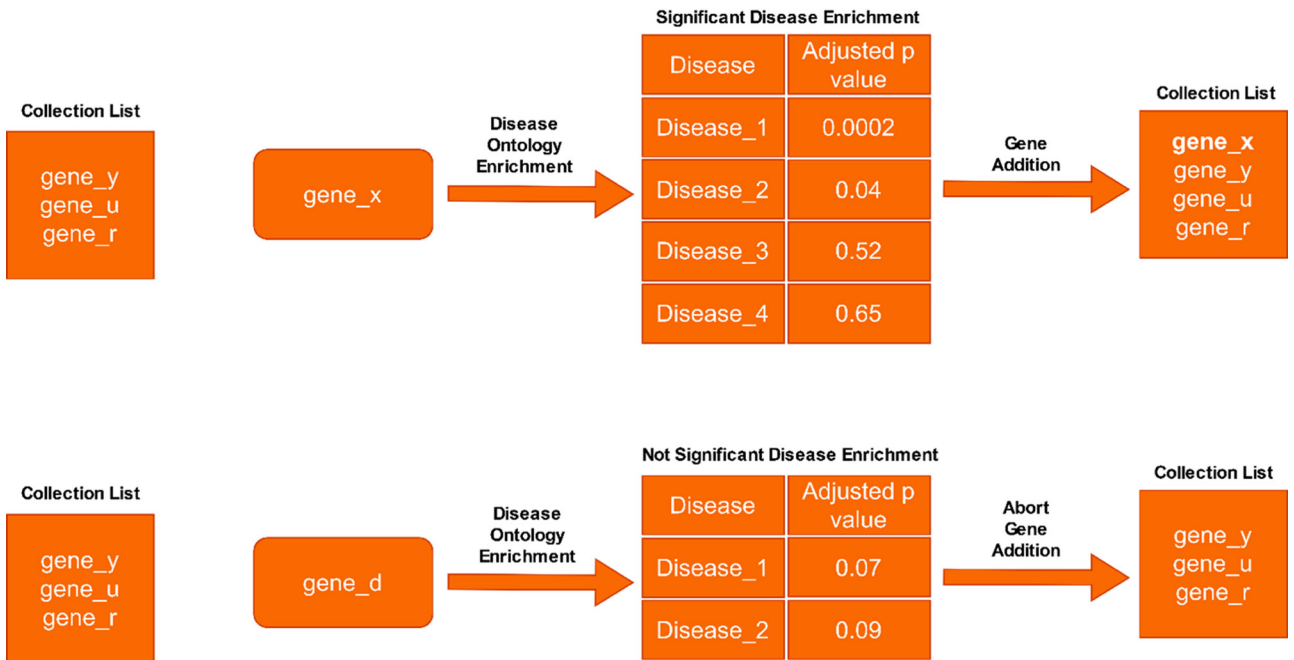 Significant Disease Enrichment
Collection List
gene_y
gene_u
gene_r
gene_x
Disease
Ontology
Enrichment
Disease
Adjusted p
value
Disease_1
0.0002
Disease_2
0.04
Disease_3
0.52
Disease_4
0.65
Gene
Addition
Collection List
gene_x
gene_y
gene_u
gene_r
Not Significant Disease Enrichment
Collection List
gene_y
gene_u
gene_r
gene_d
Disease
Ontology
Enrichment
Disease
Adjusted p
value
Disease_1
0.07
Disease_2
0.09
Abort
Gene
Addition
Collection List
gene_y
gene_u
gene_r